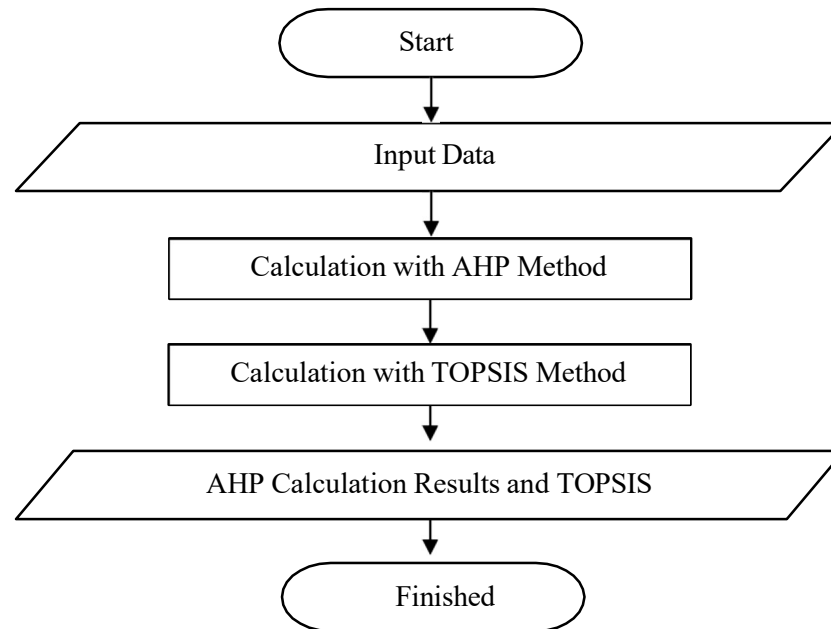 Start
Input Data
Calculation with AHP Method
Calculation with TOPSIS Method
AHP Calculation Results and TOPSIS
Finished